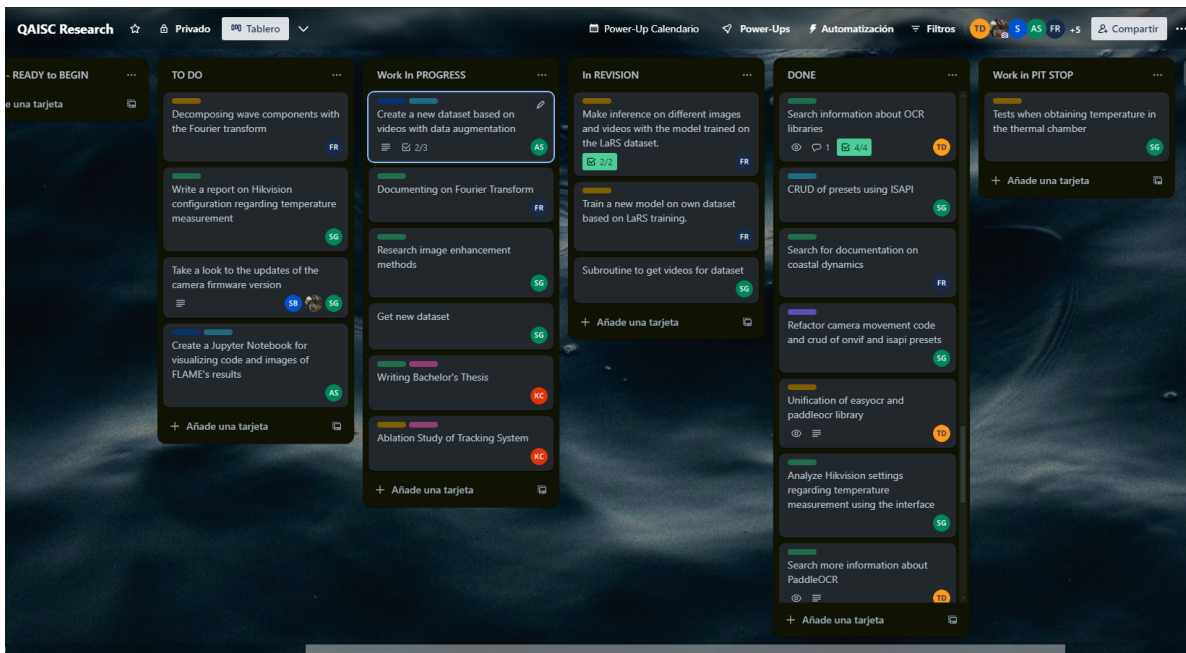 QAISC Research
Privado
Tablero
Power-Up Calendario
Power-Ups
Automatización
Filtros
TD
S
AS
FR
+5
Compartir
- READY to BEGIN
e una tarjeta
TO DO
Decomposing wave components with
the Fourier transform
FR
Write a report on Hikvision
configuration regarding temperature
measurement
SG
Take a look to the updates of the
camera firmware version
SB
SG
Create a Jupyter Notebook for
visualizing code and images of
FLAME's results
AS
+ Añade una tarjeta
Work In PROGRESS
Create a new dataset based on
videos with data augmentation
2/3
AS
Documenting on Fourier Transform
FR
Research image enhancement
methods
SG
Get new dataset
SG
Writing Bachelor's Thesis
KC
Ablation Study of Tracking System
KC
+ Añade una tarjeta
In REVISION
Make inference on different images
and videos with the model trained on
the LaRS dataset.
2/2
FR
Train a new model on own dataset
based on LaRS training.
FR
Subroutine to get videos for dataset
SG
+ Añade una tarjeta
DONE
Search information about OCR
libraries
1
4/4
TD
CRUD of presets using ISAPI
SG
Search for documentation on
coastal dynamics
FR
Refactor camera movement code
and crud of onvif and isapi presets
SG
Unification of easyocr and
paddleocr library
TD
Analyze Hikvision settings
regarding temperature
measurement using the interface
SG
Search more information about
PaddleOCR
TD
+ Añade una tarjeta
Work in PIT STOP
Tests when obtaining temperature in
the thermal chamber
SG
+ Añade una tarjeta